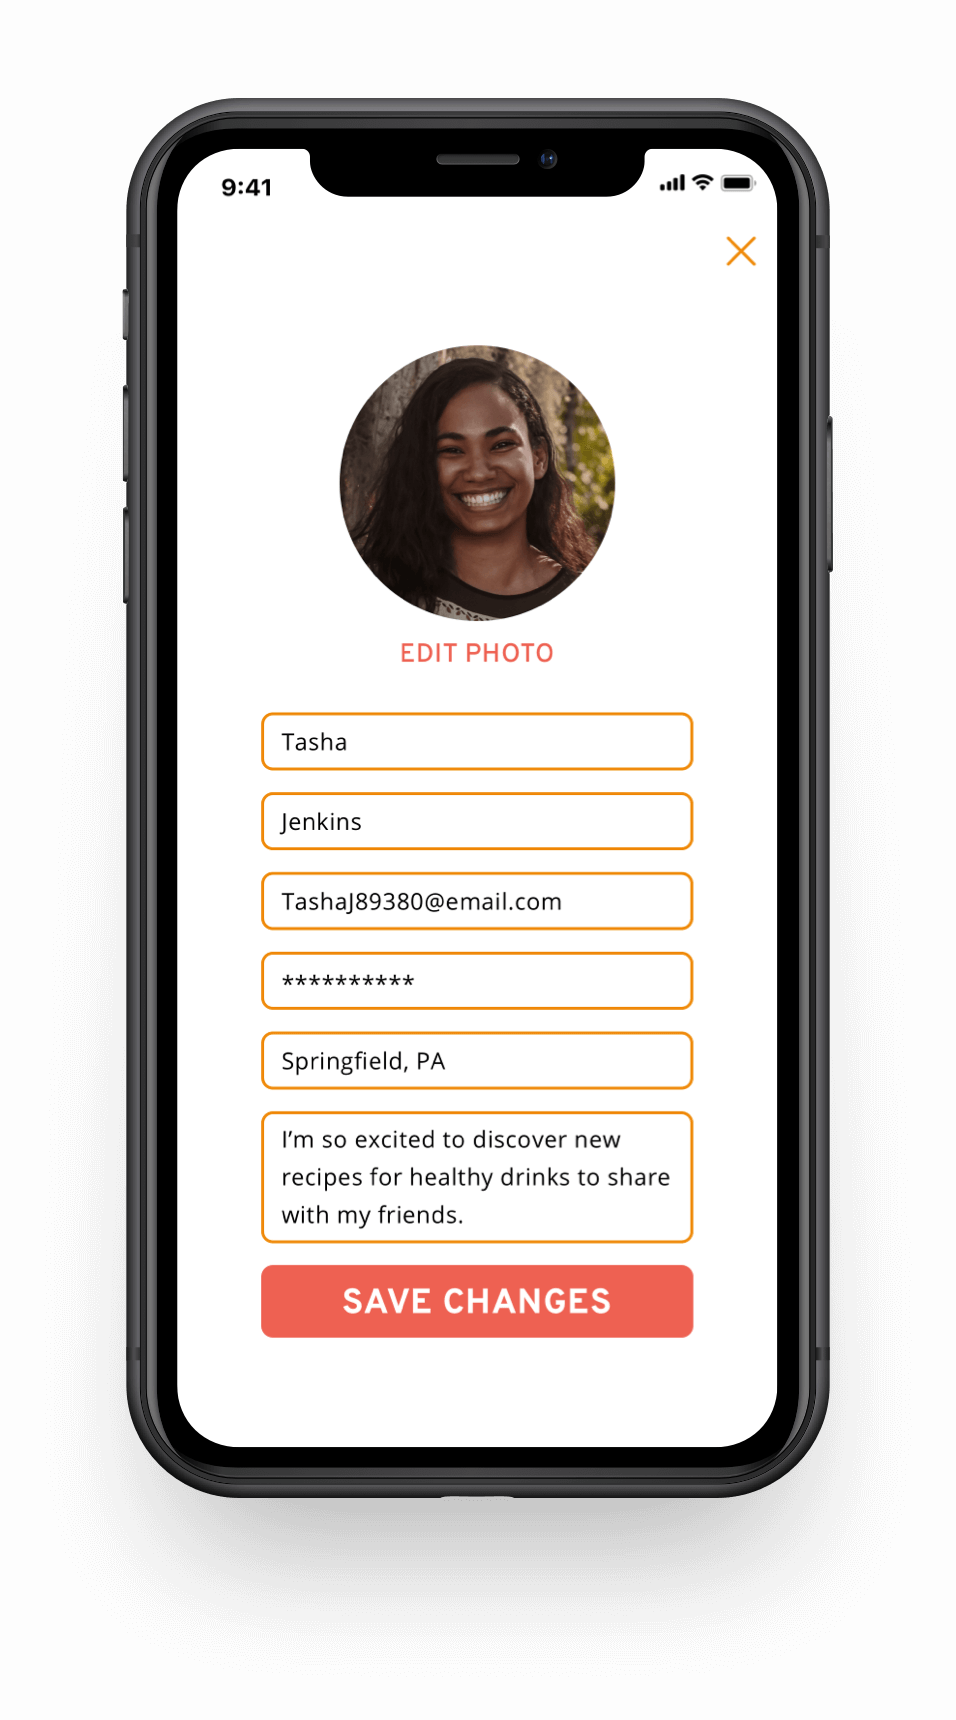 9:41
EDIT PHOTO
Tasha
Jenkins
TashaJ89380@email.com
**********
Springfield, PA
I'm so excited to discover new
recipes for healthy drinks to share
with my friends.
SAVE CHANGES